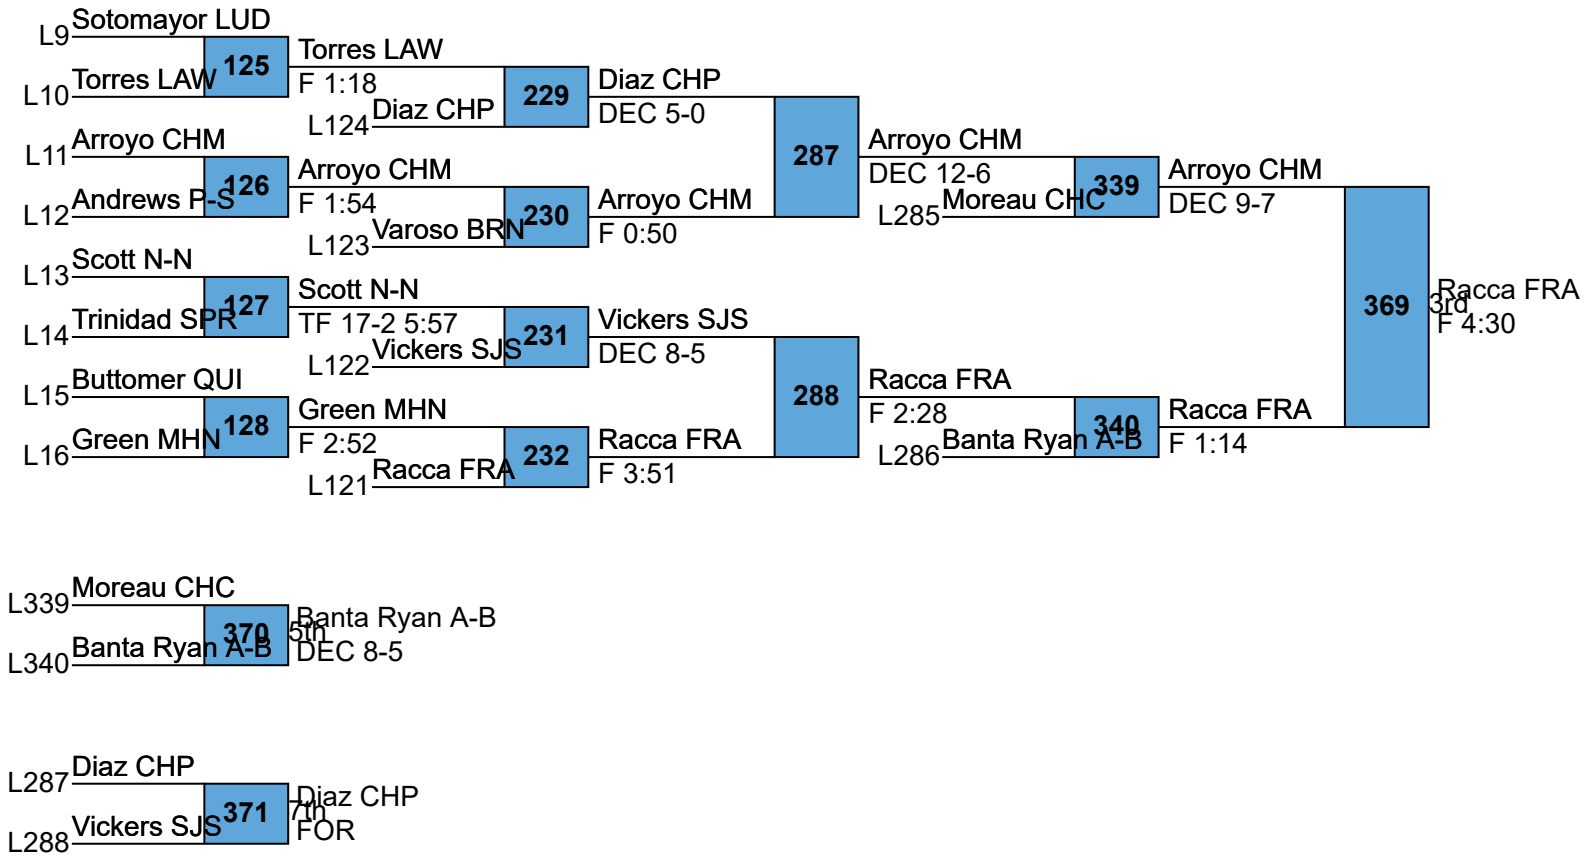 Sotomayor LUD
L9
125
Torres LAW
L10
Torres LAW
F 1:18
Diaz CHP
L124
229
Diaz CHP
DEC 5-0
Arroyo CHM
L11
126
Andrews P-S
L12
Arroyo CHM
F 1:54
Varoso BRN
L123
230
Arroyo CHM
F 0:50
287
Arroyo CHM
DEC 12-6
Moreau CHC
L285
339
Arroyo CHM
DEC 9-7
Scott N-N
L13
127
Trinidad SPR
L14
Scott N-N
TF 17-2 5:57
Vickers SJS
L122
231
Vickers SJS
DEC 8-5
Buttomer QUI
L15
128
Green MHN
L16
Green MHN
F 2:52
Racca FRA
L121
232
Racca FRA
F 3:51
288
Racca FRA
F 2:28
Banta Ryan A-B
L286
340
Racca FRA
F 1:14
369
3rd
Racca FRA
F 4:30
Moreau CHC
L339
370
Banta Ryan A-B
L340
5th
Banta Ryan A-B
DEC 8-5
Diaz CHP
L287
371
Vickers SJS
L288
7th
Diaz CHP
FOR